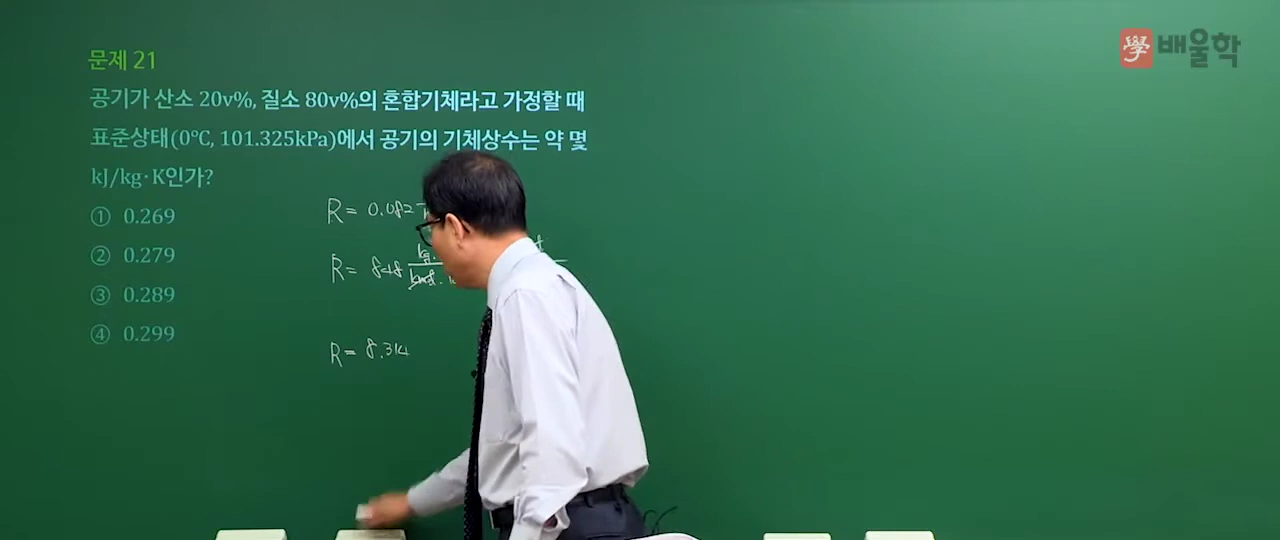 學 배울학
문제 21
공기가 산소 20v%, 질소 80v%의 혼합기체라고 가정할 때
표준상태(0℃, 101.325kPa)에서 공기의 기체상수는 약 몇
kJ/kg·K인가?
① 0.269
② 0.279
③ 0.289
④ 0.299
R = 0.082
R = 848
R = 8.314